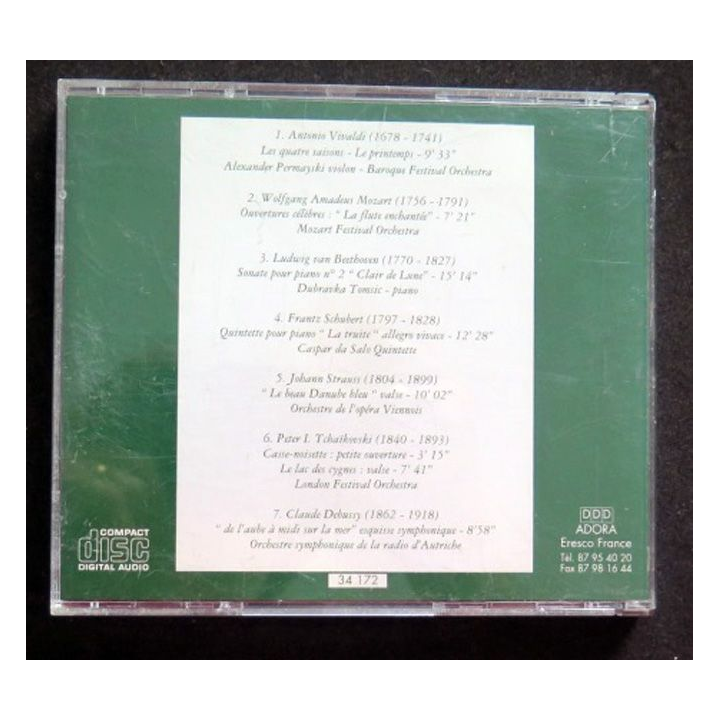 1. Antonio Vivaldi (1678 - 1741)
Les quatre saisons - Le printemps - 9' 33"
Alexander Pernayski violon - Baroque Festival Orchestra
2. Wolfgang Amadeus Mozart (1756 - 1791)
Ouvertures célèbres : " La flute enchantée" - 7' 21"
Mozart Festival Orchestra
3. Ludwig van Beethoven (1770 - 1827)
Sonate pour piano n° 2 " Clair de Lune" - 15' 14"
Dubravka Tomsic - piano
4. Frantz Schubert (1797 - 1828)
Quintette pour piano " La truite " allegro vivace - 12' 28"
Caspar da Salo Quintette
5. Johann Strauss (1804 - 1899)
" Le beau Danube bleu " valse - 10' 02"
Orchestre de l'opéra Viennois
6. Peter I. Tchaïkovski (1840 - 1893)
Casse-noisette : petite ouverture - 3' 15"
Le lac des cygnes : valse - 7' 41"
London Festival Orchestra
7. Claude Debussy (1862 - 1918)
" de l'aube à midi sur la mer" esquisse symphonique - 8'58"
Orchestre symphonique de la radio d'Autriche
COMPACT
disc
DIGITAL AUDIO
34 172
DDD
ADORA
Eresco France
Tél. 87 95 40 20
Fax 87 98 16 44